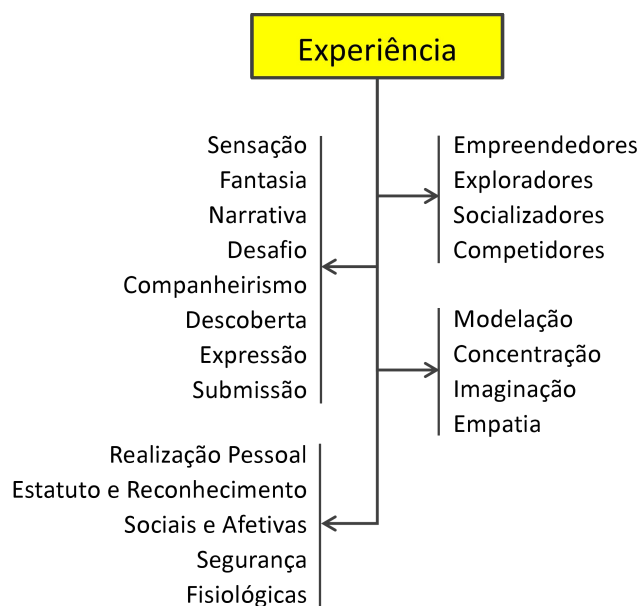 Experiência
Sensação
Fantasia
Narrativa
Desafio
Companheirismo
Descoberta
Expressão
Submissão
Empreendedores
Exploradores
Socializadores
Competidores
Modelação
Concentração
Imaginação
Empatia
Realização Pessoal
Estatuto e Reconhecimento
Sociais e Afetivas
Segurança
Fisiológicas